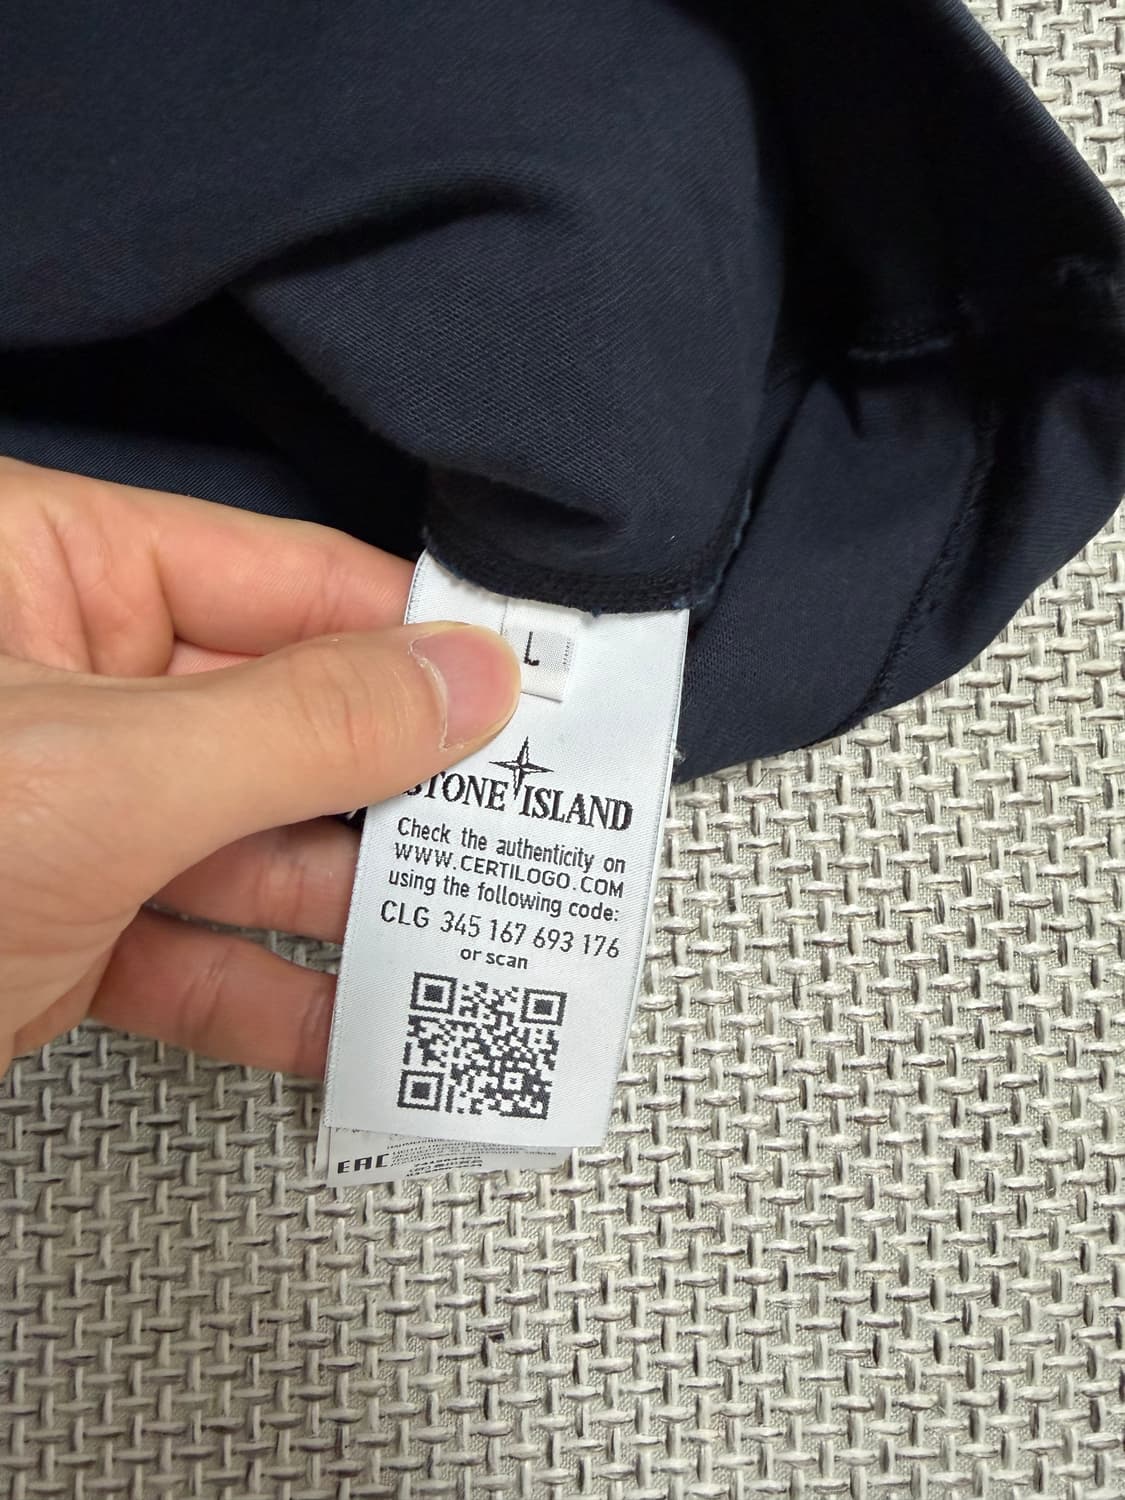 L
STONE ISLAND
Check the authenticity on
WWW.CERTILOGO.COM
using the following code:
CLG 345 167 693 176
or scan
EAC